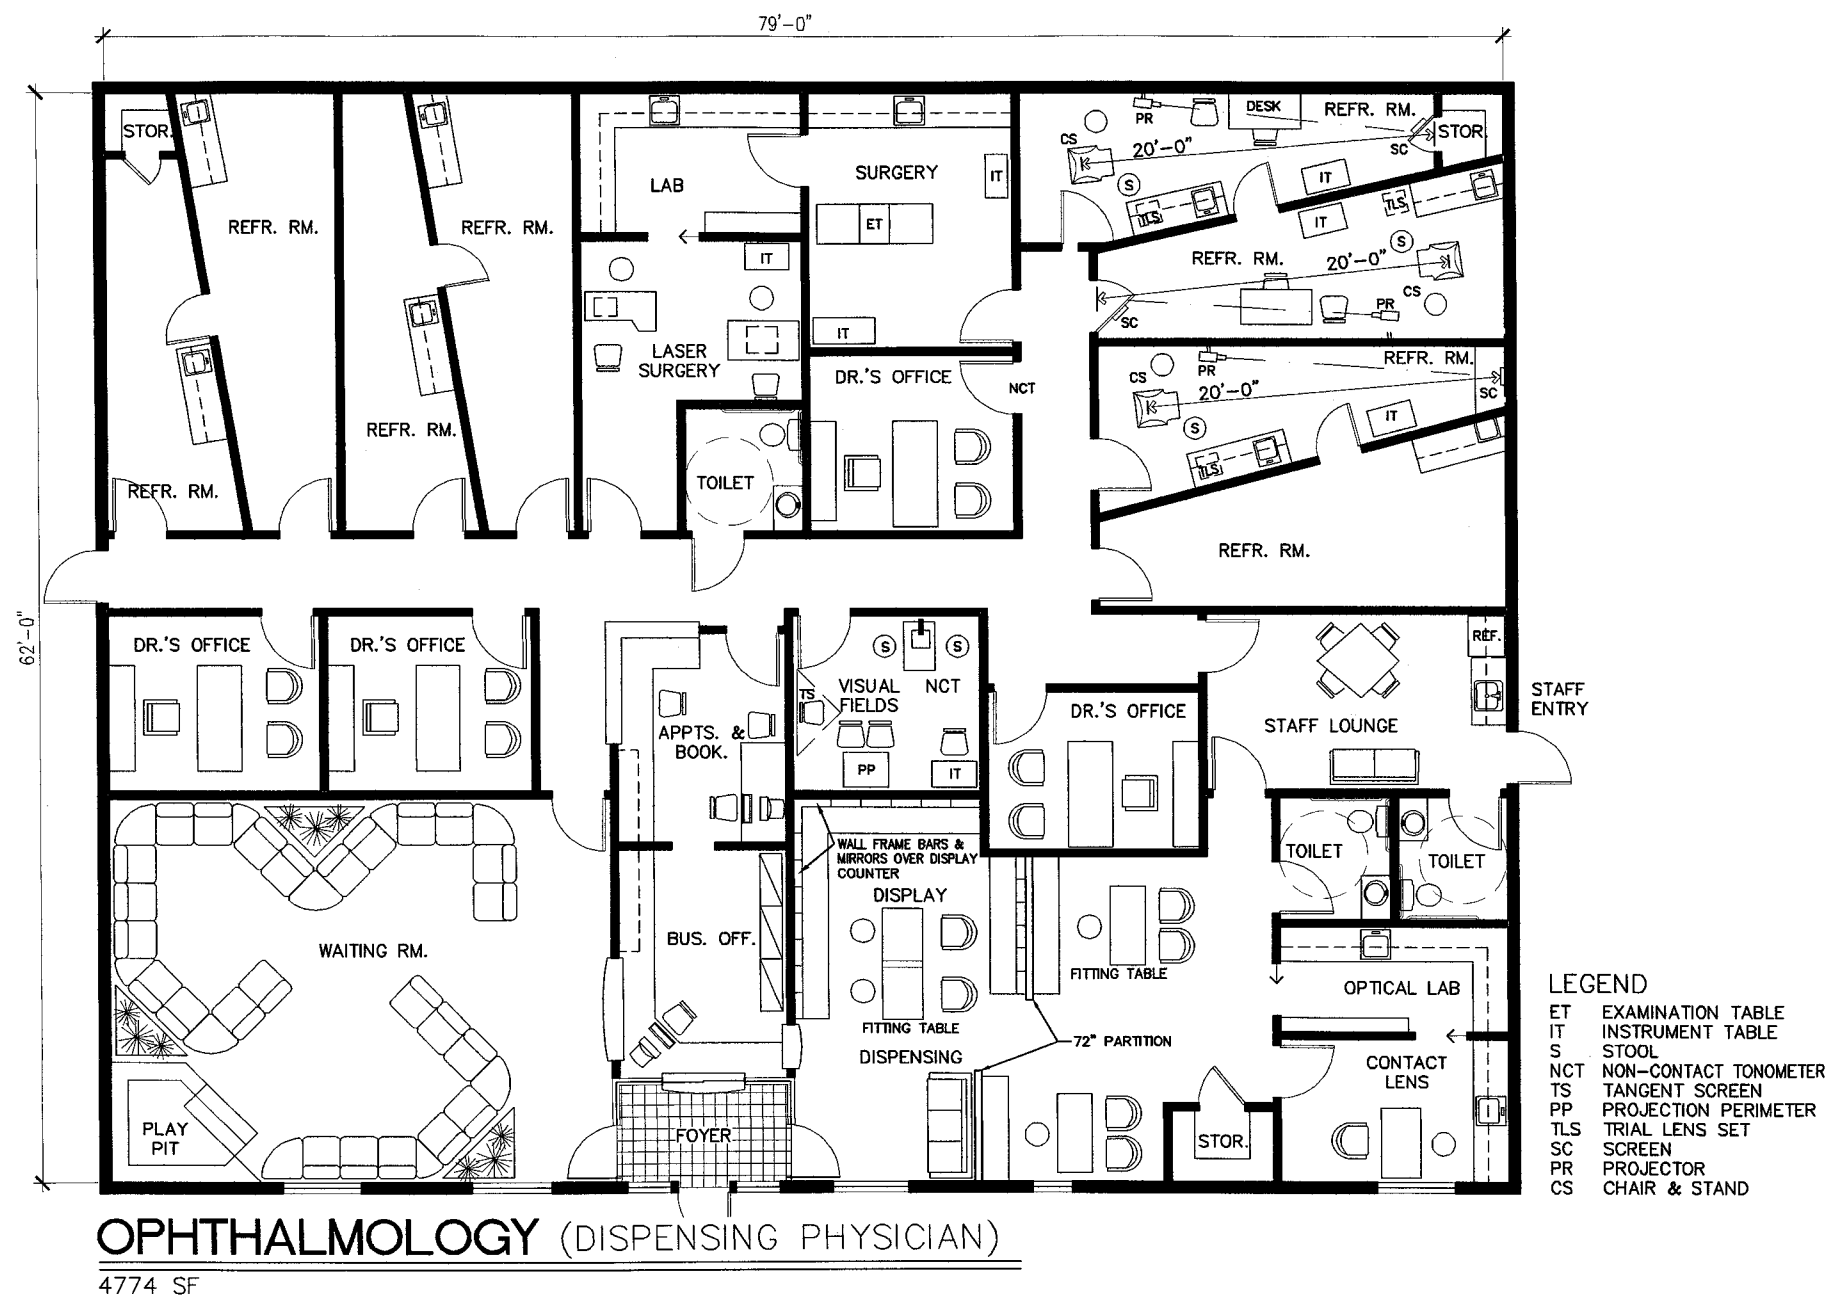 79'-0"
62'-0"
STOR.
REFR. RM.
REFR. RM.
REFR. RM.
REFR. RM.
LAB
SURGERY
IT
ET
IT
IT
LASER
SURGERY
TOILET
DR.'S OFFICE
NCT
PR
DESK
REFR. RM.
CS
20'-0"
SC
STOR.
S
TLS
IT
IT
TLS
S
REFR. RM.
20'-0"
CS
PR
SC
CS
PR
REFR. RM.
20'-0"
SC
IT
S
TLS
REFR. RM.
DR.'S OFFICE
DR.'S OFFICE
APPTS. &
BOOK.
S
S
TS
VISUAL
FIELDS
NCT
PP
IT
DR.'S OFFICE
STAFF LOUNGE
REF.
STAFF
ENTRY
WALL FRAME BARS &
MIRRORS OVER DISPLAY
COUNTER
DISPLAY
TOILET
TOILET
WAITING RM.
BUS. OFF.
FITTING TABLE
FITTING TABLE
DISPENSING
72" PARTITION
OPTICAL LAB
CONTACT
LENS
PLAY
PIT
FOYER
STOR.
LEGEND
ET EXAMINATION TABLE
IT INSTRUMENT TABLE
S STOOL
NCT NON-CONTACT TONOMETER
TS TANGENT SCREEN
PP PROJECTION PERIMETER
TLS TRIAL LENS SET
SC SCREEN
PR PROJECTOR
CS CHAIR & STAND
OPHTHALMOLOGY (DISPENSING PHYSICIAN)
4774 SF